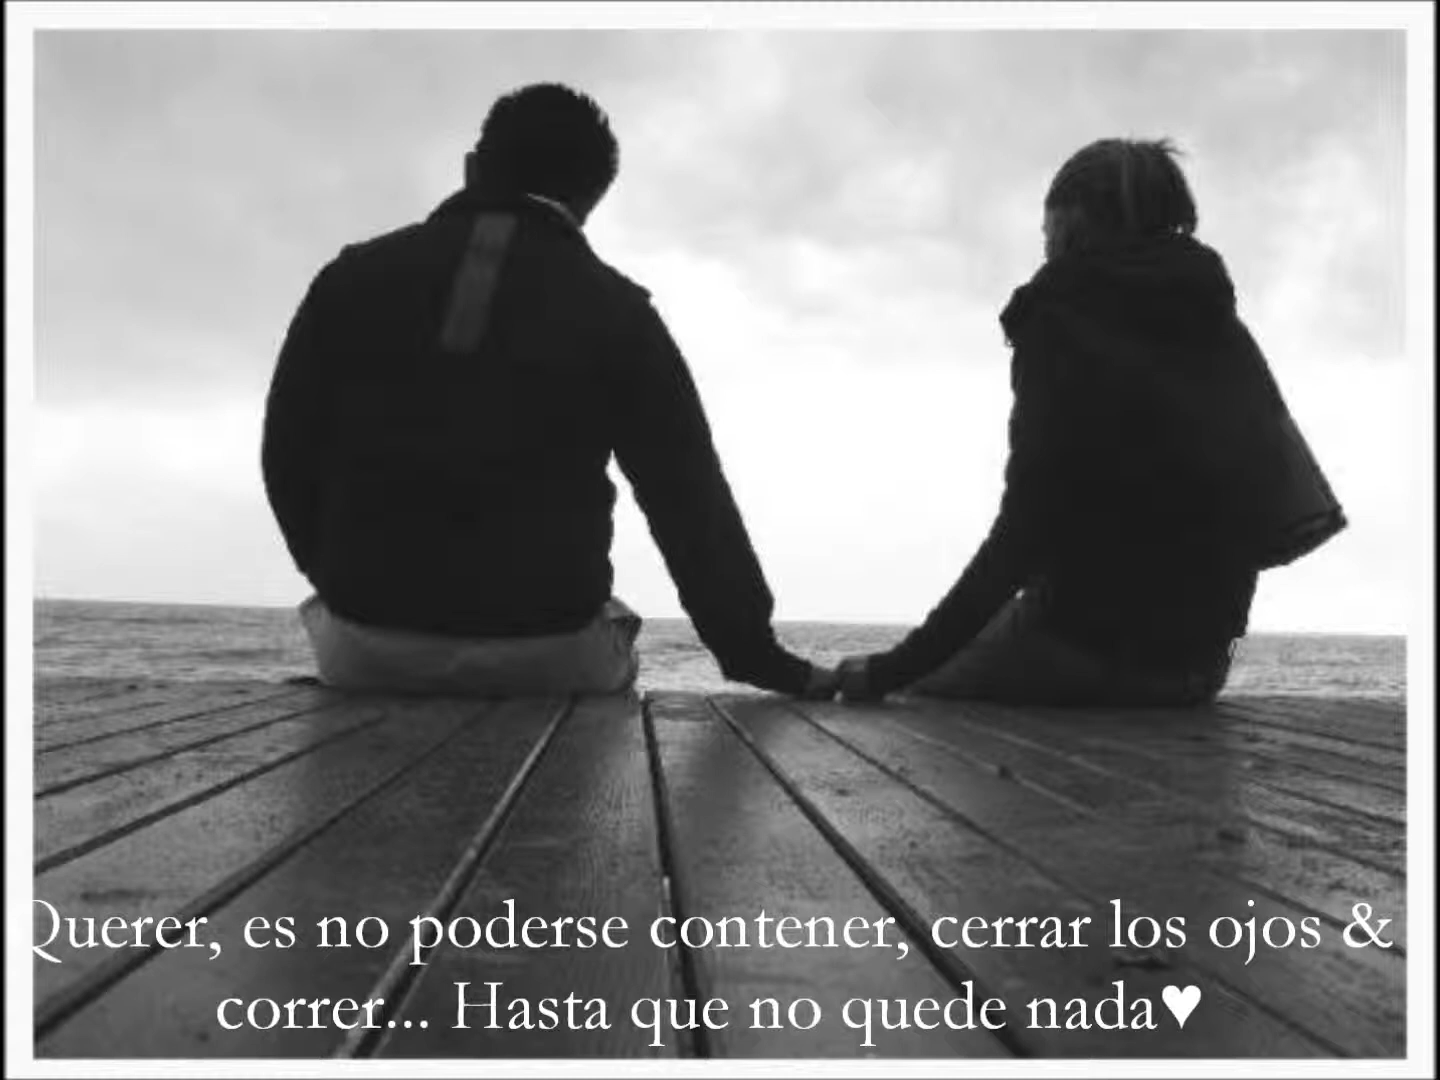 Querer, es no poderse contener, cerrar los ojos &
correr... Hasta que no quede nada♥